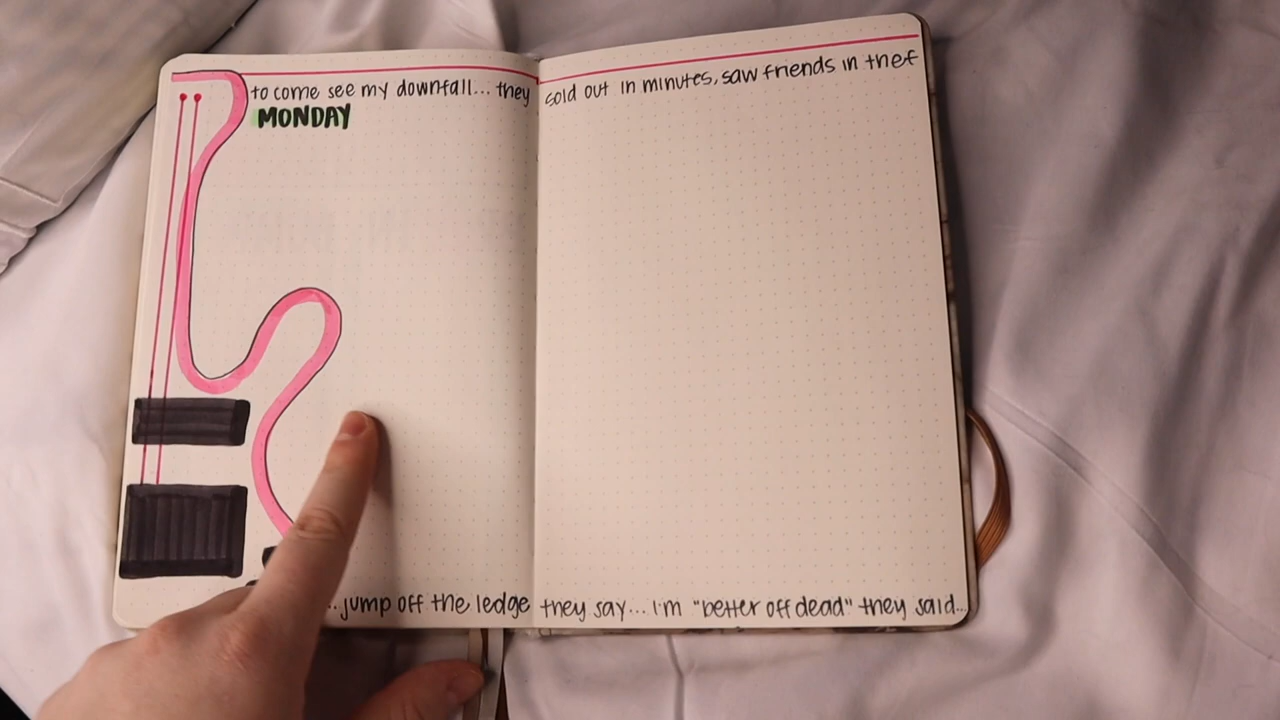 to come see my downfall... they sold out in minutes, saw friends in the
MONDAY
...jump off the ledge they say... i'm "better off dead" they said...